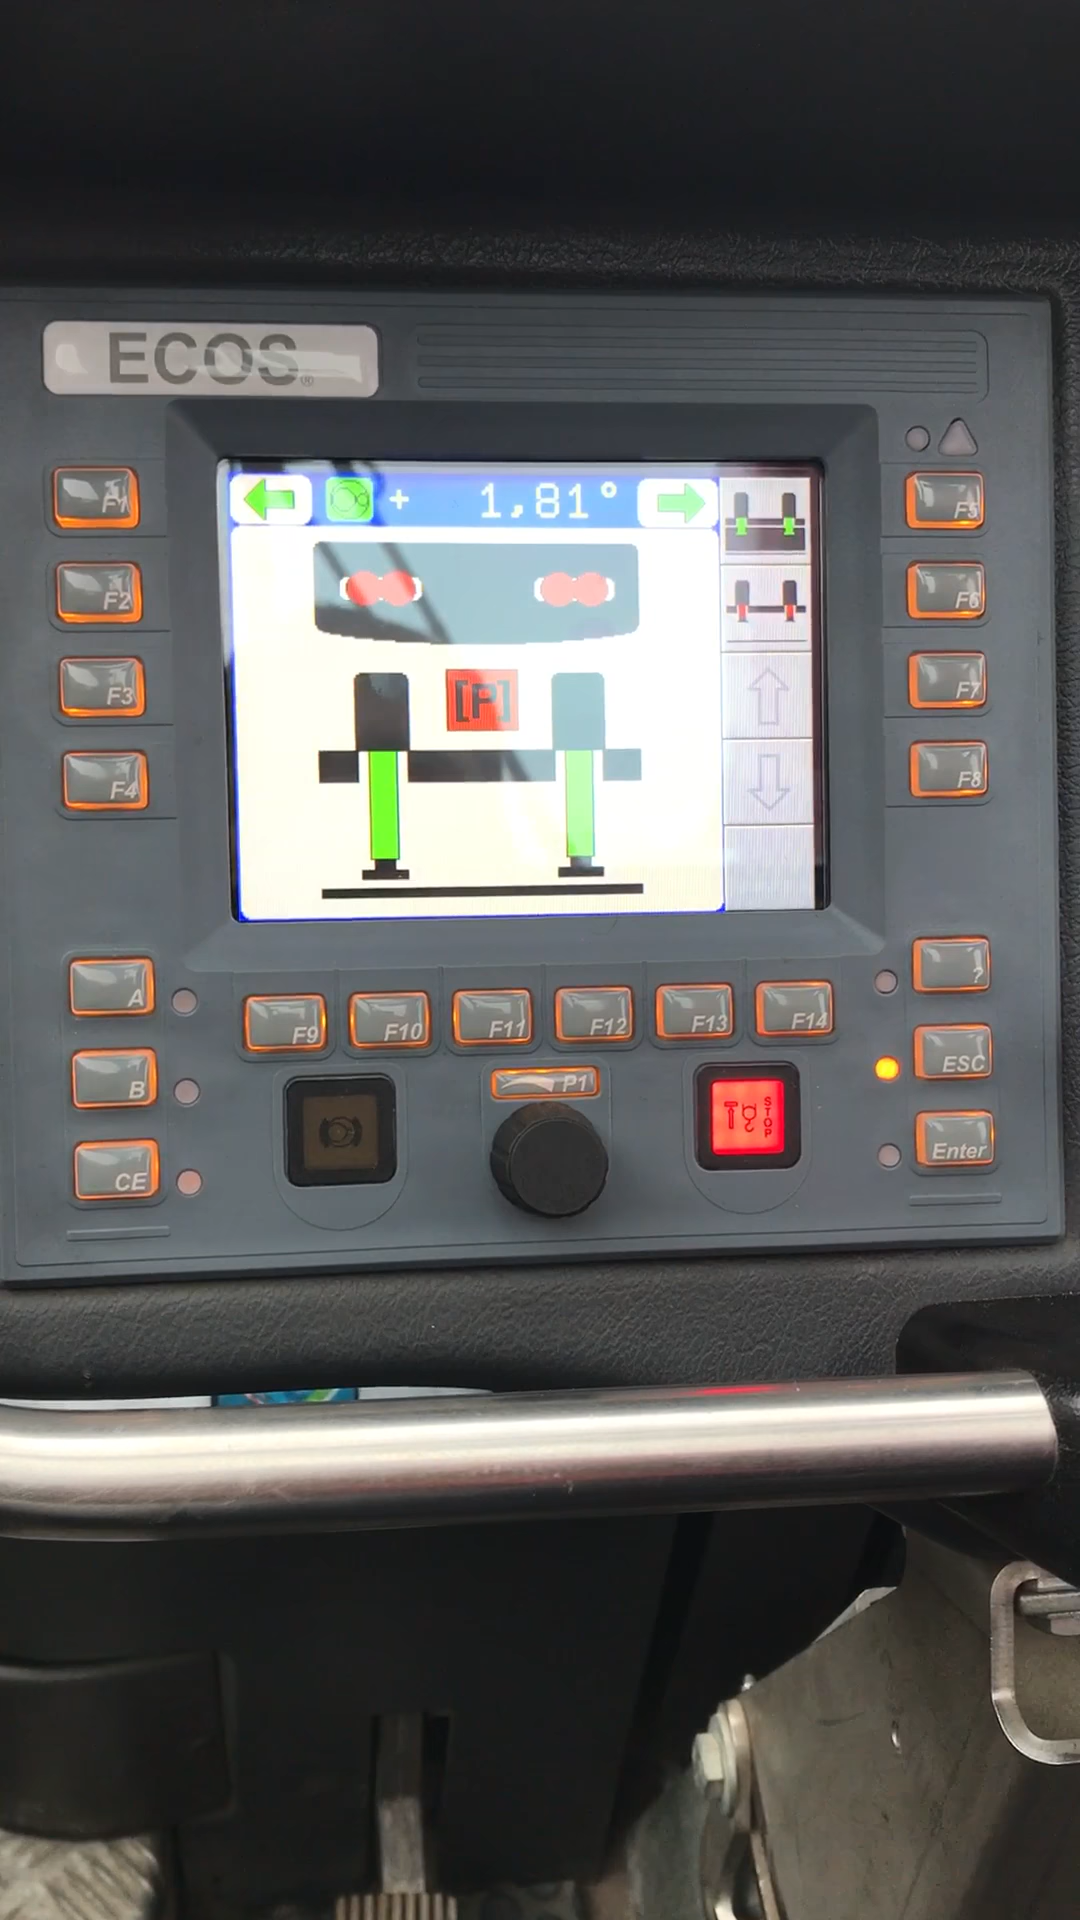 ECOS®
F1
+ 1,81°
F5
F2
F6
F3
[P]
F7
F4
F8
A
?
F9 F10 F11 F12 F13 F14
B
P1
ESC
STOP
CE
Enter